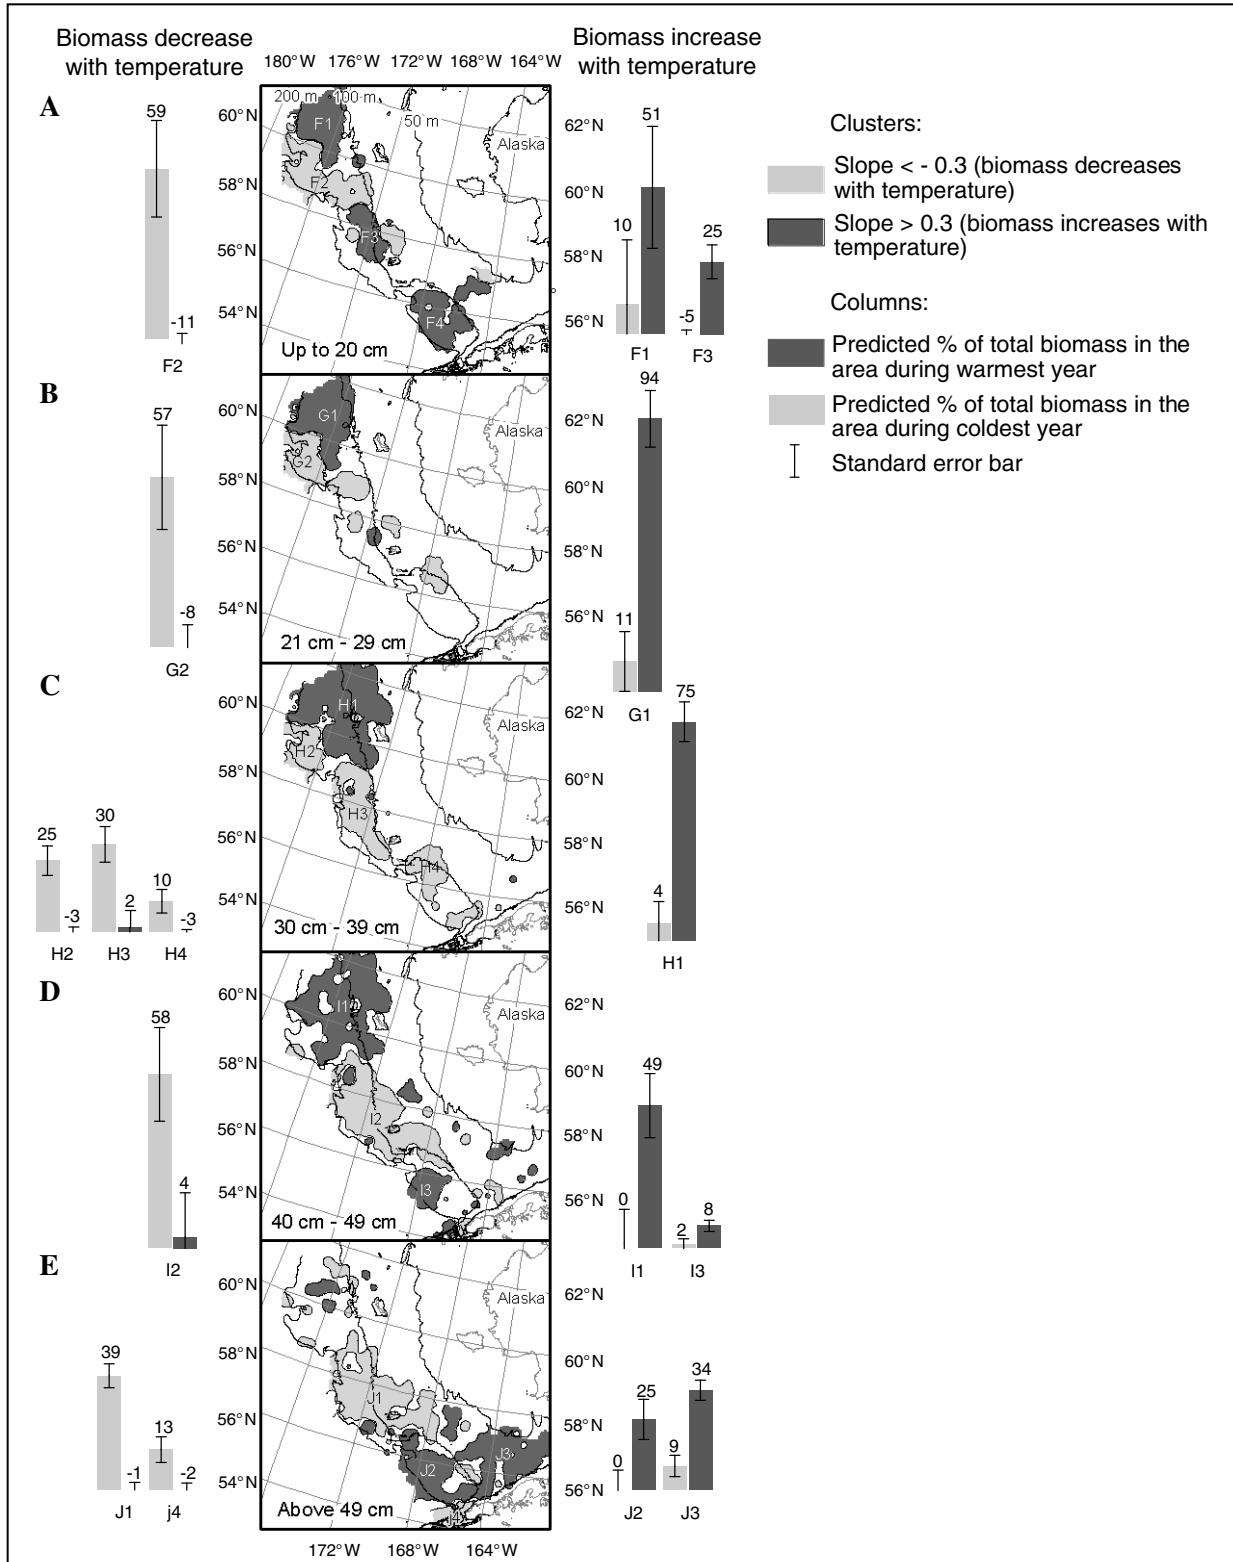 Biomass decrease
with temperature
180°W 176°W 172°W 168°W 164°W
Biomass increase
with temperature
A
59
-11
F2
60°N
58°N
56°N
54°N
200 m 100 m
50 m
Alaska
F1
F2
F3
F4
Up to 20 cm
62°N
60°N
58°N
56°N
10
51
-5
25
F1
F3
Clusters:
Slope < - 0.3 (biomass decreases
with temperature)
Slope > 0.3 (biomass increases with
temperature)
Columns:
Predicted % of total biomass in the
area during warmest year
Predicted % of total biomass in the
area during coldest year
Standard error bar
B
57
-8
G2
60°N
58°N
56°N
54°N
Alaska
G1
G2
21 cm - 29 cm
62°N
60°N
58°N
56°N
11
94
G1
C
25
-3
30
2
10
-3
H2
H3
H4
60°N
58°N
56°N
54°N
Alaska
H1
H2
H3
H4
30 cm - 39 cm
62°N
60°N
58°N
56°N
4
75
H1
D
58
4
I2
60°N
58°N
56°N
54°N
Alaska
I1
I2
I3
40 cm - 49 cm
62°N
60°N
58°N
56°N
0
49
2
8
I1
I3
E
39
-1
13
-2
J1
j4
60°N
58°N
56°N
54°N
Alaska
J1
J2
J3
J4
Above 49 cm
62°N
60°N
58°N
56°N
0
25
9
34
J2
J3
172°W 168°W 164°W